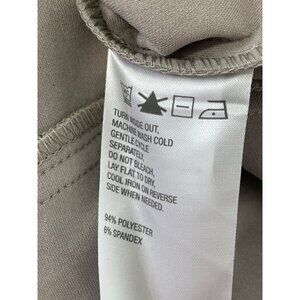 TURN INSIDE OUT,
MACHINE WASH COLD
GENTLE CYCLE
SEPARATELY.
DO NOT BLEACH,
LAY FLAT TO DRY,
COOL IRON ON REVERSE
SIDE WHEN NEEDED.
94% POLYESTER
6% SPANDEX